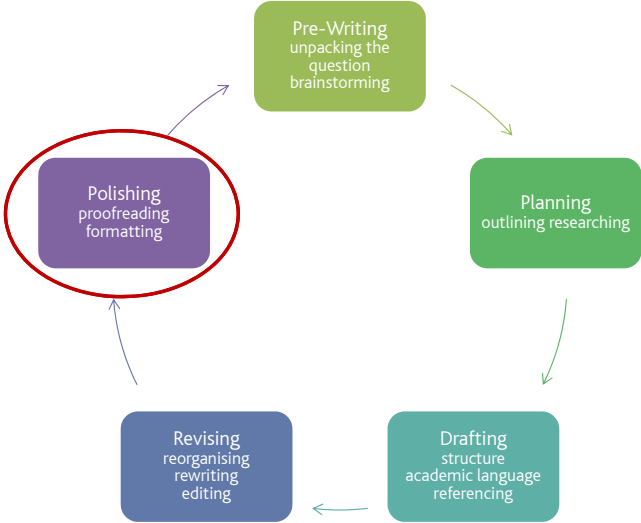 Pre-Writing
unpacking the
question
brainstorming
Planning
outlining researching
Drafting
structure
academic language
referencing
Revising
reorganising
rewriting
editing
Polishing
proofreading
formatting